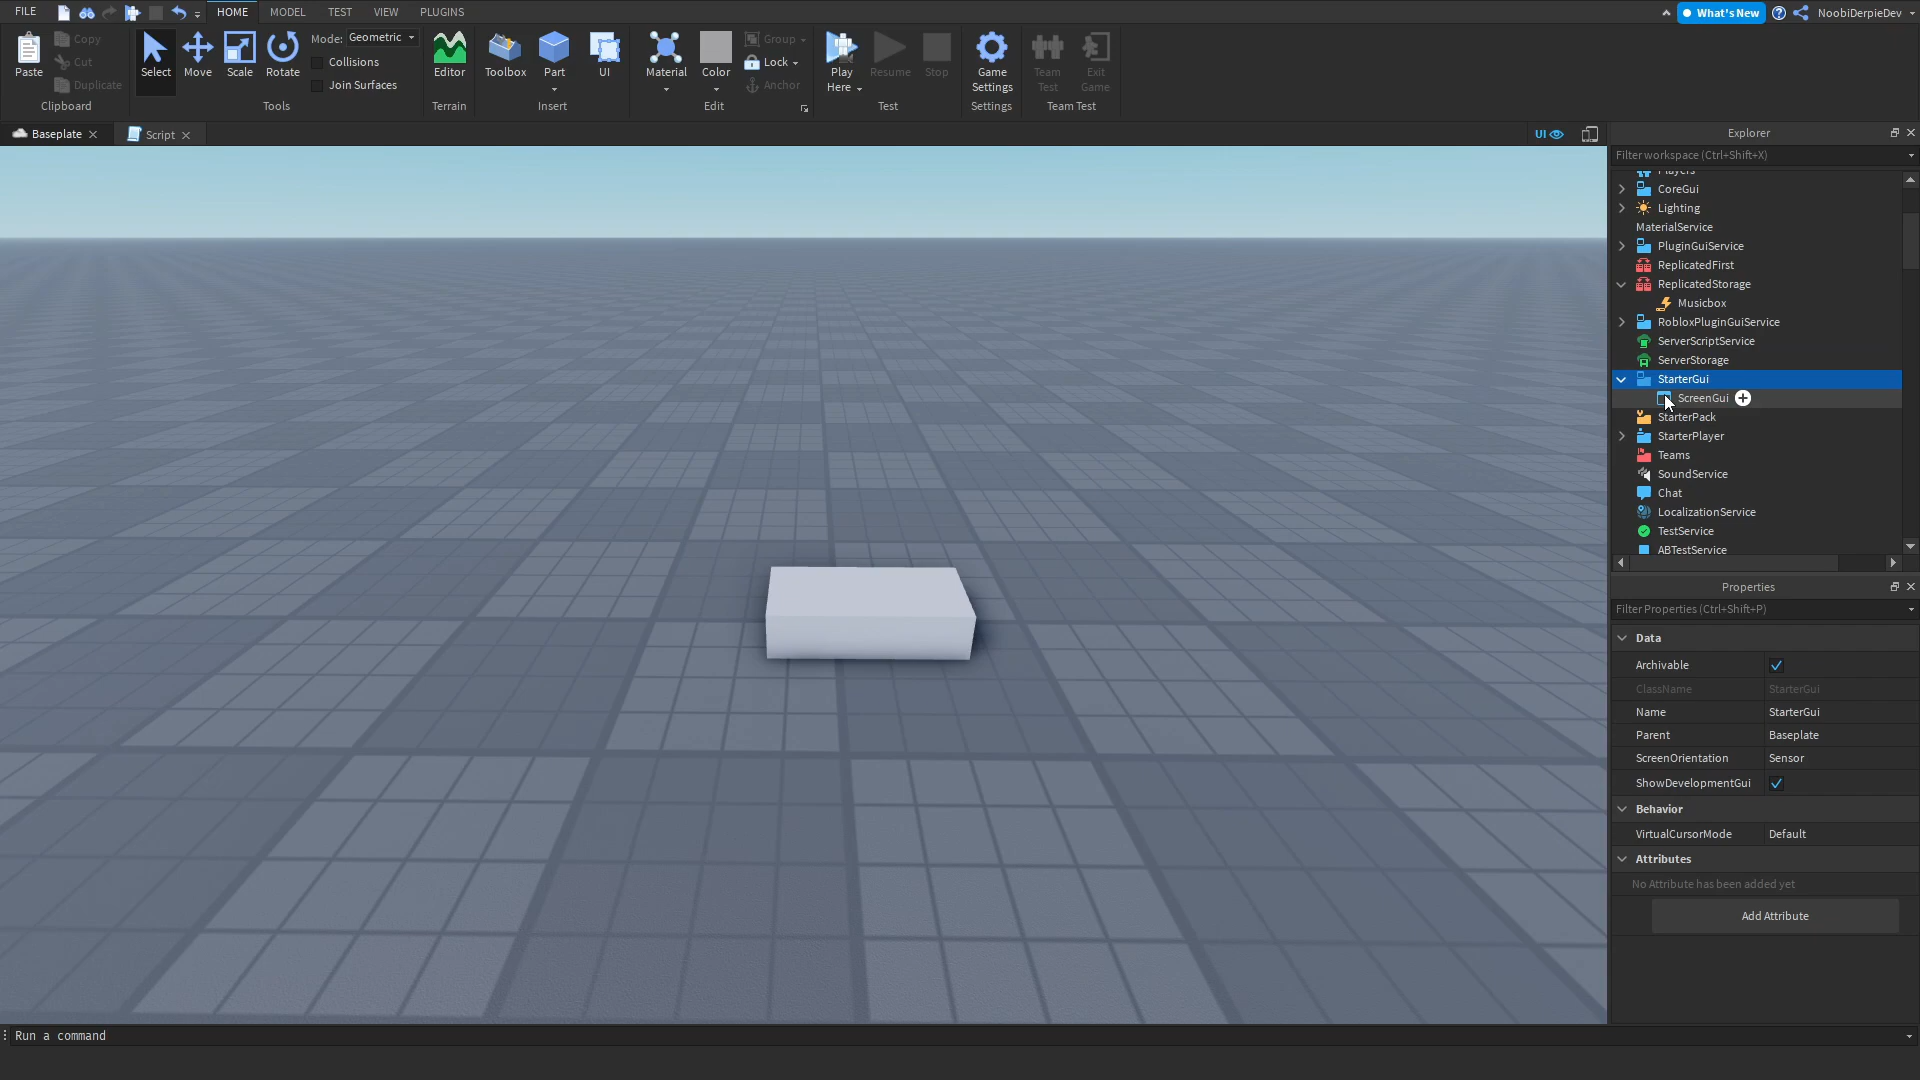 FILE
HOME
MODEL
TEST
VIEW
PLUGINS
What's New
NoobiDerpieDev
Paste
Copy
Cut
Duplicate
Clipboard
Select
Move
Scale
Rotate
Mode: Geometric
Collisions
Join Surfaces
Tools
Editor
Terrain
Toolbox
Part
UI
Insert
Material
Color
Group
Lock
Anchor
Edit
Play
Here
Resume
Stop
Test
Game
Settings
Settings
Team
Test
Exit
Game
Team Test
Baseplate
Script
UI
Explorer
Filter workspace (Ctrl+Shift+X)
Players
CoreGui
Lighting
MaterialService
PluginGuiService
ReplicatedFirst
ReplicatedStorage
Musicbox
RobloxPluginGuiService
ServerScriptService
ServerStorage
StarterGui
ScreenGui
StarterPack
StarterPlayer
Teams
SoundService
Chat
LocalizationService
TestService
ABTestService
Properties
Filter Properties (Ctrl+Shift+P)
Data
Archivable
ClassName StarterGui
Name StarterGui
Parent Baseplate
ScreenOrientation Sensor
ShowDevelopmentGui
Behavior
VirtualCursorMode Default
Attributes
No Attribute has been added yet
Add Attribute
Run a command